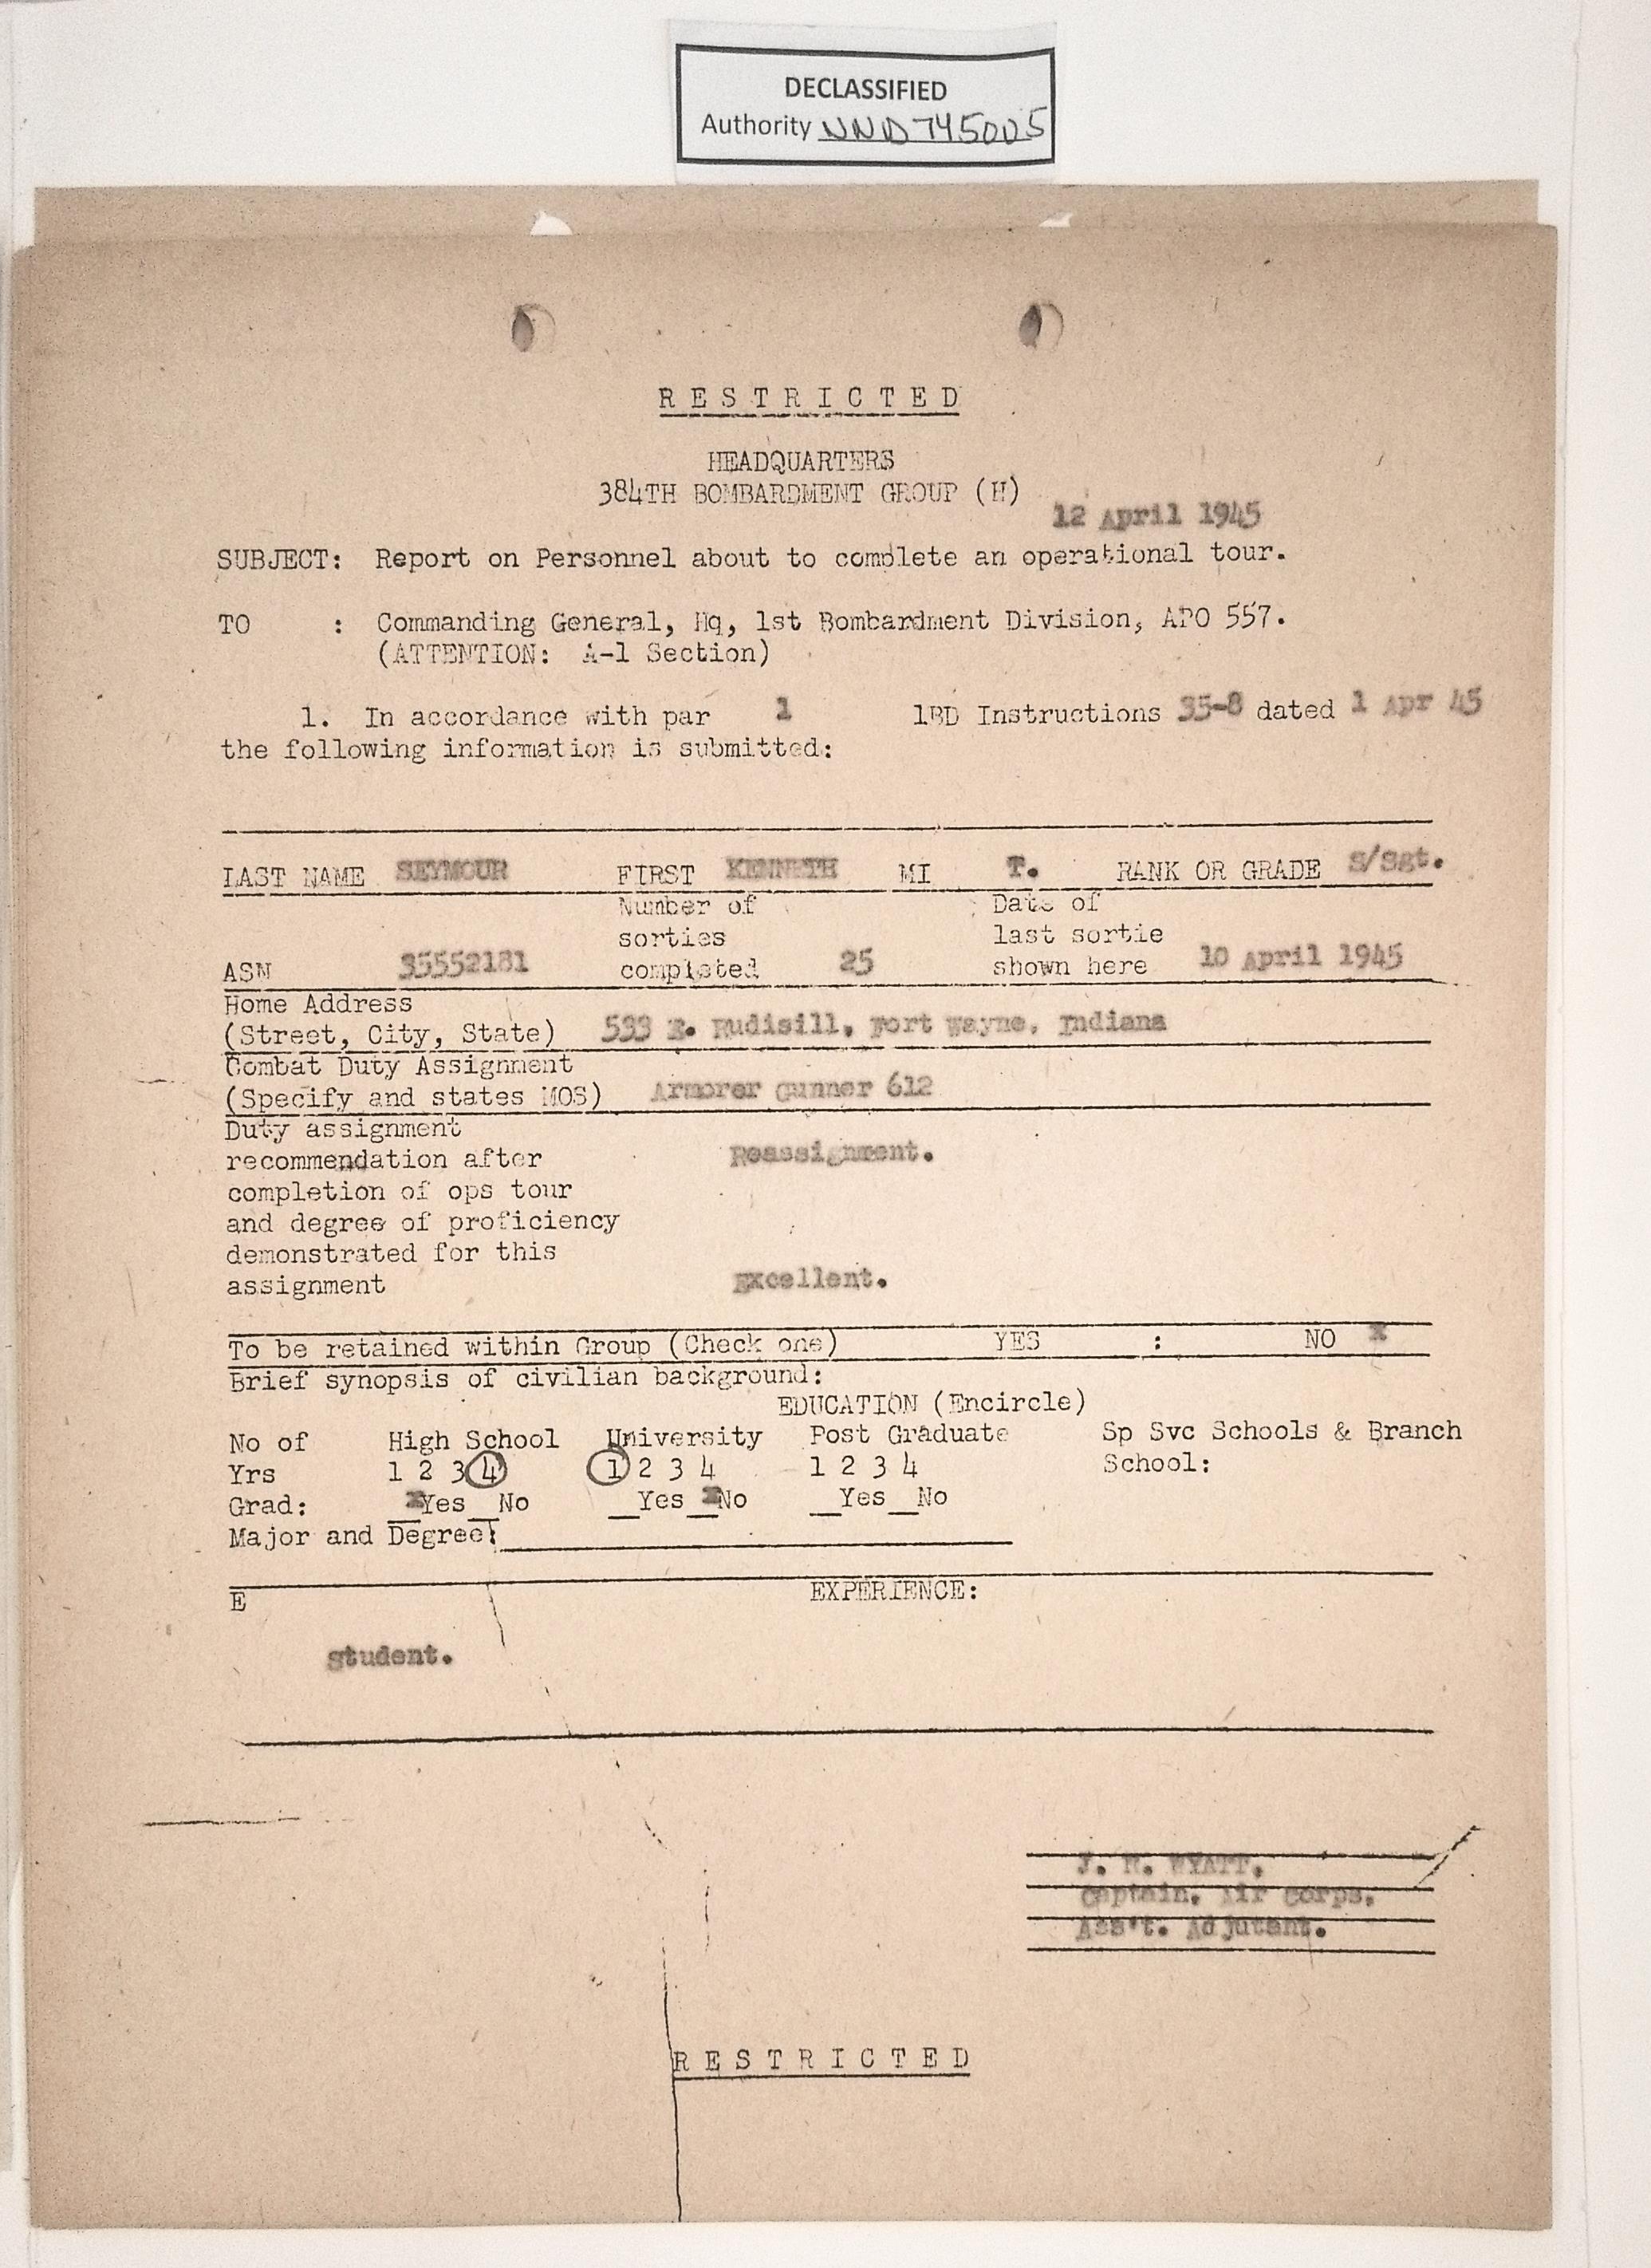 DECLASSIFIED
Authority NND745005
RESTRICTED
HEADQUARTERS
384TH BOMBARDMENT GROUP (H)
12 April 1945
SUBJECT: Report on Personnel about to complete an operational tour.
TO : Commanding General, Hq, 1st Bombardment Division, APO 557.
(ATTENTION: A-1 Section)
1. In accordance with par 1 1BD Instructions 35-8 dated 1 Apr 45
the following information is submitted:
LAST NAME SEYMOUR FIRST KENNETH MI T. RANK OR GRADE S/Sgt.
Number of Date of
sorties last sortie
ASN 35552181 completed 25 shown here 10 April 1945
Home Address
(Street, City, State) 533 E. Rudisill, Fort Wayne, Indiana
Combat Duty Assignment
(Specify and states MOS) Armorer Gunner 612
Duty assignment
recommendation after Reassignment.
completion of ops tour
and degree of proficiency
demonstrated for this
assignment Excellent.
To be retained within Group (Check one) YES : NO x
Brief synopsis of civilian background:
EDUCATION (Encircle)
No of High School University Post Graduate Sp Svc Schools & Branch
Yrs 1 2 3 4 1 2 3 4 1 2 3 4 School:
Grad: xYes No Yes xNo Yes No
Major and Degree:
E EXPERIENCE:
Student.
J. R. WYATT,
Captain, Air Corps,
Ass't. Adjutant.
RESTRICTED